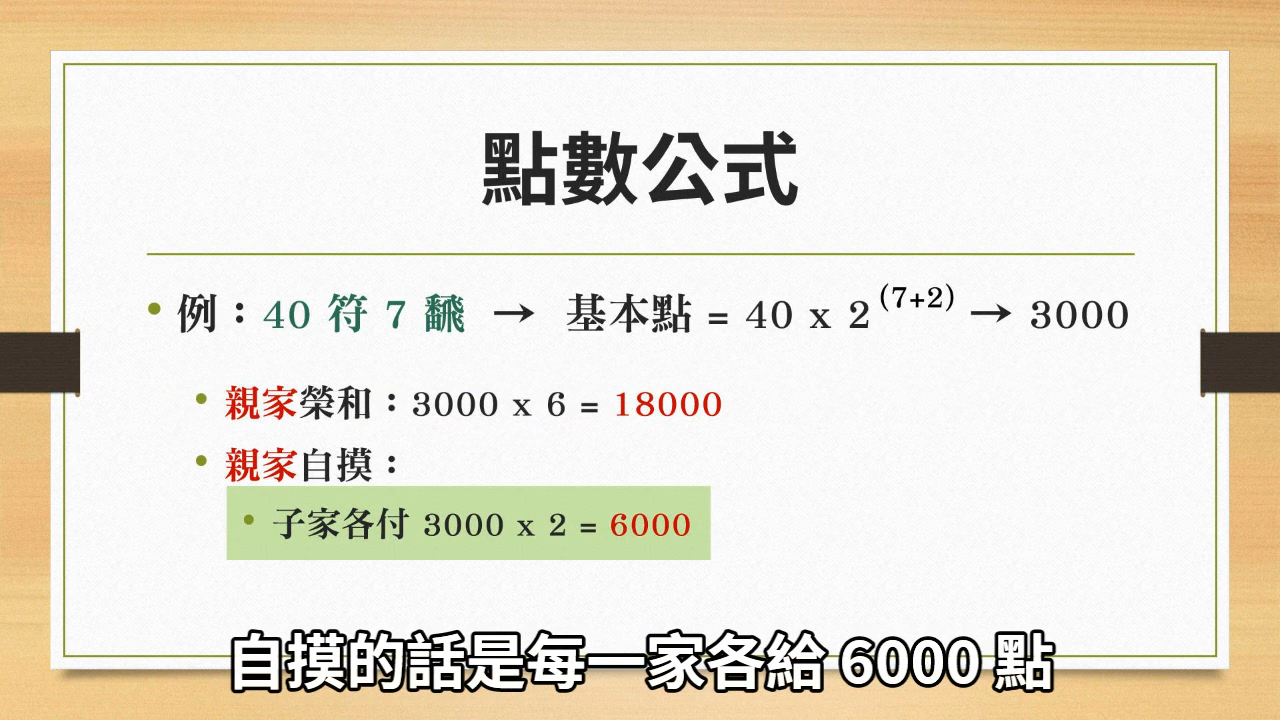 點數公式
例：40 符 7 飜 → 基本點 = 40 x 2^(7+2) → 3000
親家榮和：3000 x 6 = 18000
親家自摸：
子家各付 3000 x 2 = 6000
自摸的話是每一家各給 6000 點